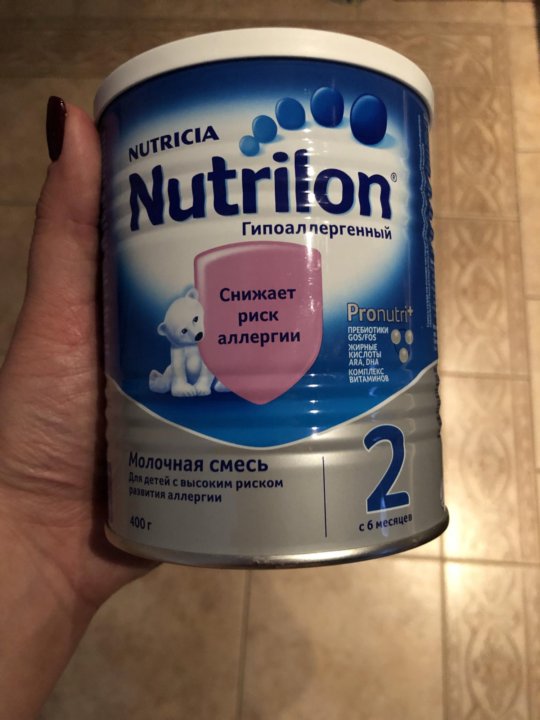 NUTRICIA
Nutrilon®
Гипоаллергенный
Снижает
риск
аллергии
Pronutri+
ПРЕБИОТИКИ
GOS/FOS
ЖИРНЫЕ
КИСЛОТЫ
ARA, DHA
КОМПЛЕКС
ВИТАМИНОВ
Молочная смесь
Для детей с высоким риском
развития аллергии
400 г
2
с 6 месяцев